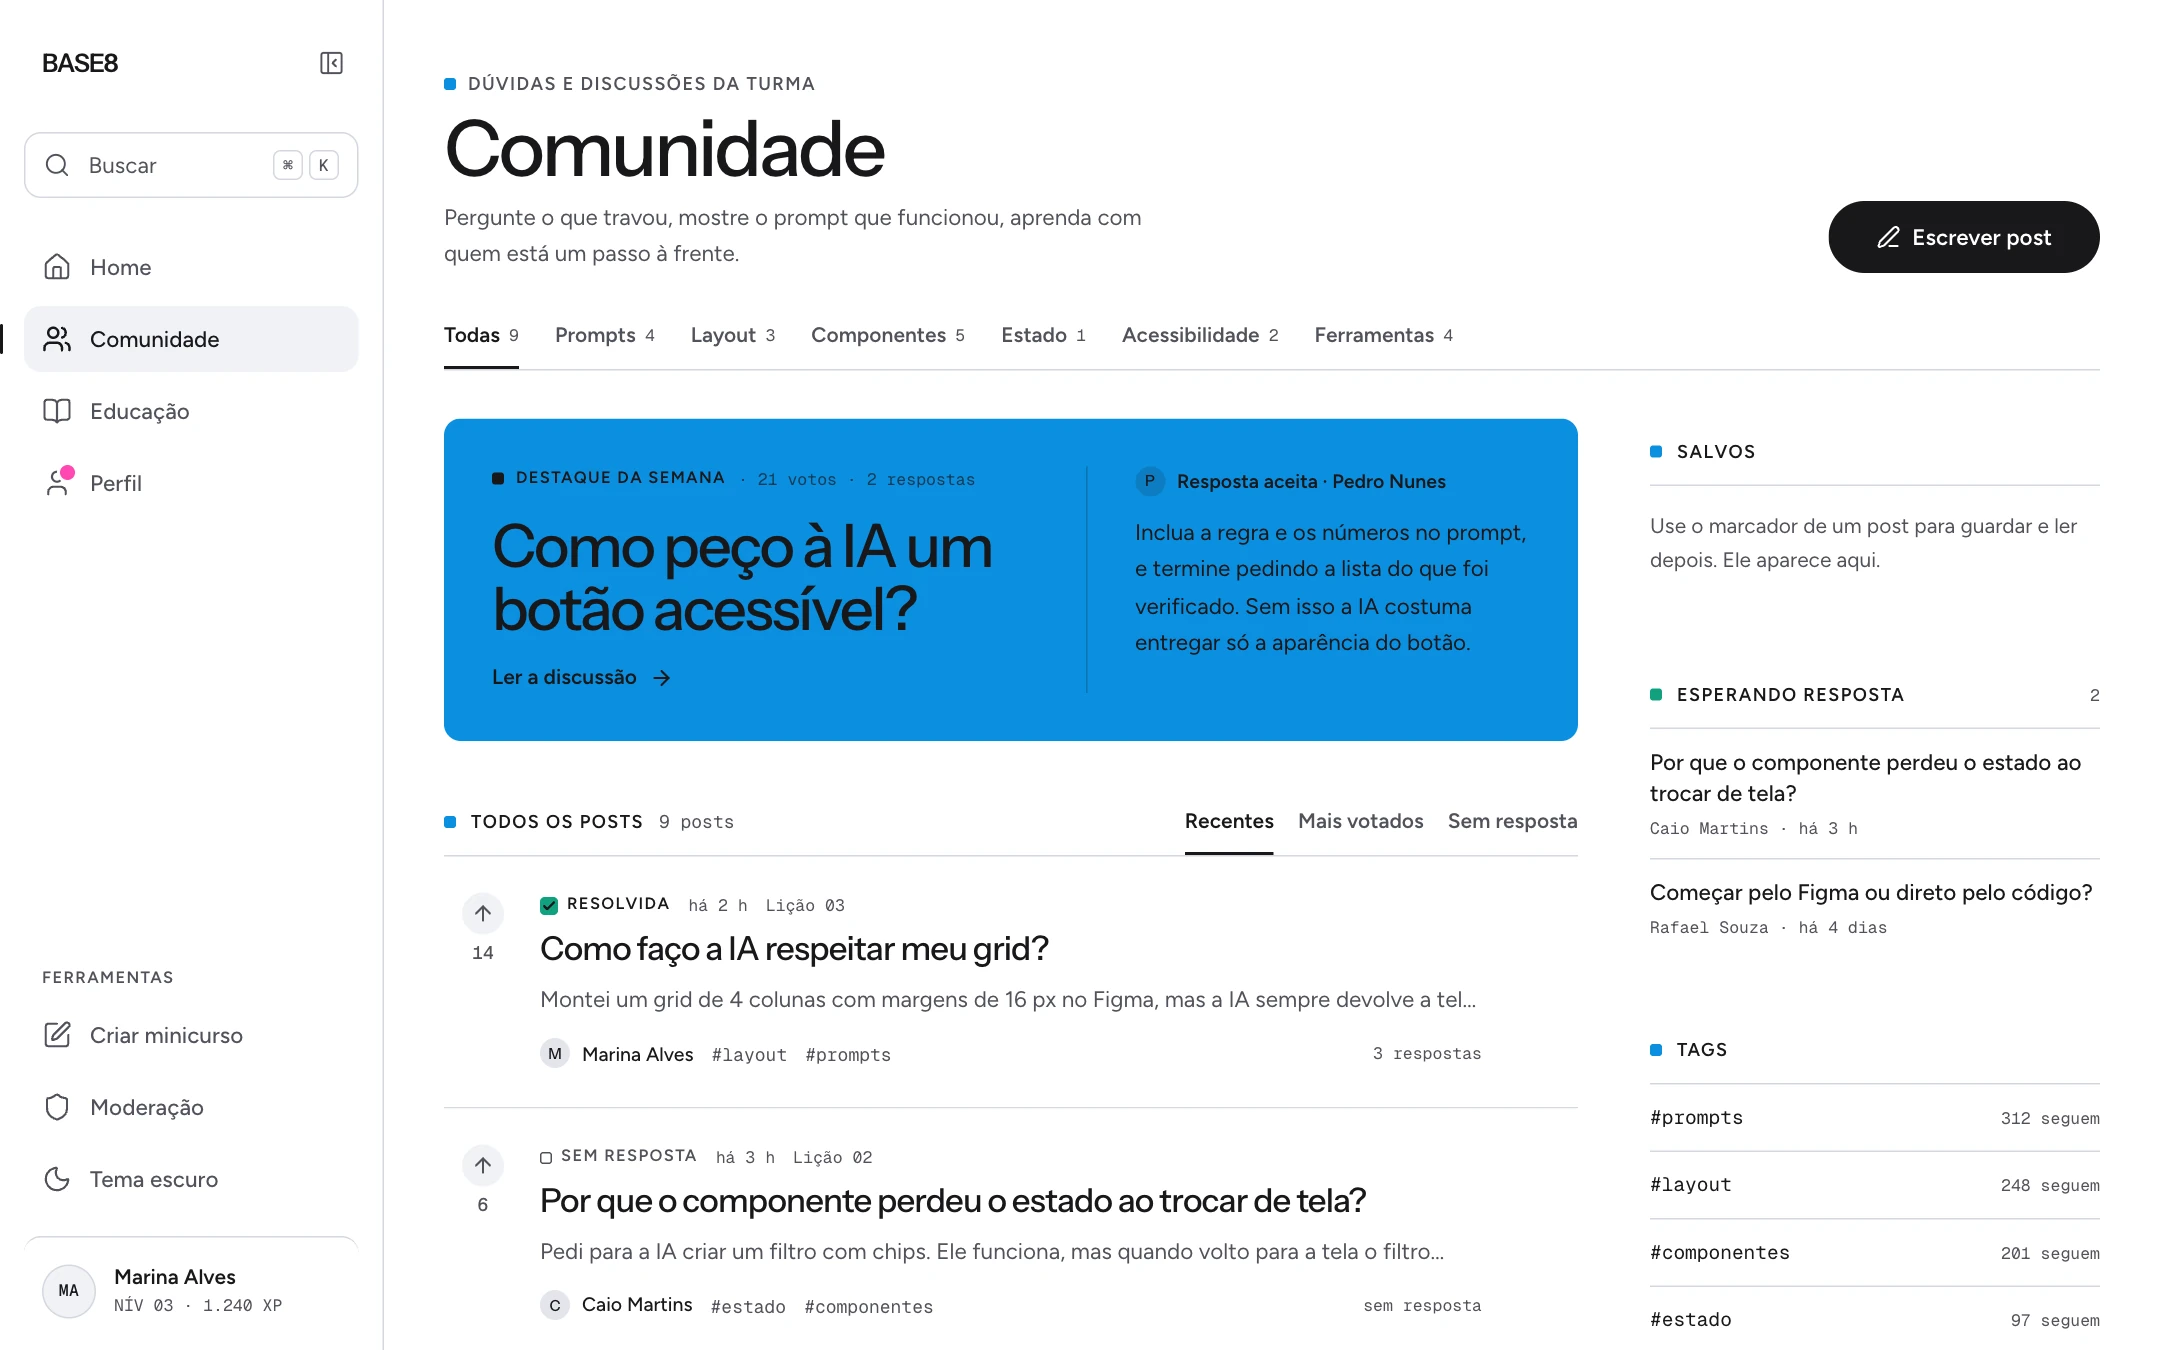 BASE8
Buscar
⌘ K
Home
Comunidade
Educação
Perfil
FERRAMENTAS
Criar minicurso
Moderação
Tema escuro
MA
Marina Alves
NÍV 03 · 1.240 XP
DÚVIDAS E DISCUSSÕES DA TURMA
Comunidade
Pergunte o que travou, mostre o prompt que funcionou, aprenda com
quem está um passo à frente.
Escrever post
Todas 9 Prompts 4 Layout 3 Componentes 5 Estado 1 Acessibilidade 2 Ferramentas 4
DESTAQUE DA SEMANA · 21 votos · 2 respostas
Como peço à IA um
botão acessível?
Ler a discussão
P Resposta aceita · Pedro Nunes
Inclua a regra e os números no prompt,
e termine pedindo a lista do que foi
verificado. Sem isso a IA costuma
entregar só a aparência do botão.
TODOS OS POSTS 9 posts
Recentes Mais votados Sem resposta
14
RESOLVIDA há 2 h Lição 03
Como faço a IA respeitar meu grid?
Montei um grid de 4 colunas com margens de 16 px no Figma, mas a IA sempre devolve a tel...
M Marina Alves #layout #prompts
3 respostas
6
SEM RESPOSTA há 3 h Lição 02
Por que o componente perdeu o estado ao trocar de tela?
Pedi para a IA criar um filtro com chips. Ele funciona, mas quando volto para a tela o filtro...
C Caio Martins #estado #componentes
sem resposta
SALVOS
Use o marcador de um post para guardar e ler
depois. Ele aparece aqui.
ESPERANDO RESPOSTA 2
Por que o componente perdeu o estado ao
trocar de tela?
Caio Martins · há 3 h
Começar pelo Figma ou direto pelo código?
Rafael Souza · há 4 dias
TAGS
#prompts 312 seguem
#layout 248 seguem
#componentes 201 seguem
#estado 97 seguem